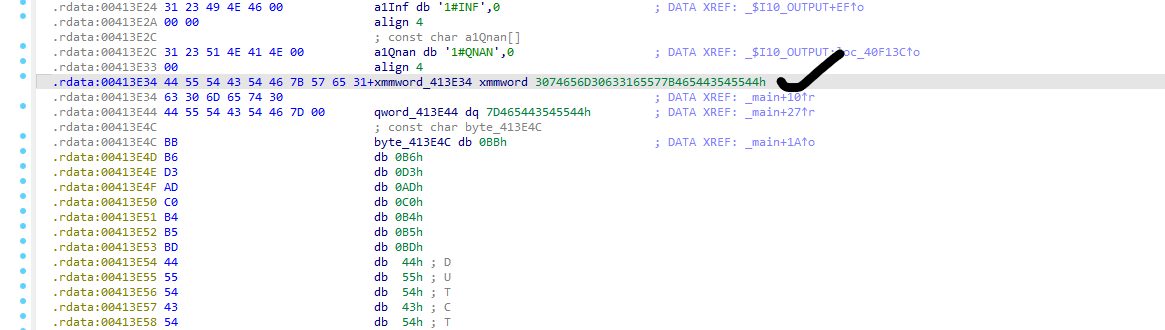 .rdata:00413E24 31 23 49 4E 46 00 a1Inf db '1#INF',0 ; DATA XREF: _$I10_OUTPUT+EF↑o
.rdata:00413E2A 00 00 align 4
.rdata:00413E2C ; const char a1Qnan[]
.rdata:00413E2C 31 23 51 4E 41 4E 00 a1Qnan db '1#QNAN',0 ; DATA XREF: _$I10_OUTPUT:loc_40F13C↑o
.rdata:00413E33 00 align 4
.rdata:00413E34 44 55 54 43 54 46 7B 57 65 31+xmmword_413E34 xmmword 3074656D30633165577B465443545544h
.rdata:00413E34 63 30 6D 65 74 30 ; DATA XREF: _main+10↑r
.rdata:00413E44 44 55 54 43 54 46 7D 00 qword_413E44 dq 7D465443545544h ; DATA XREF: _main+27↑r
.rdata:00413E4C ; const char byte_413E4C
.rdata:00413E4C BB byte_413E4C db 0BBh ; DATA XREF: _main+1A↑o
.rdata:00413E4D B6 db 0B6h
.rdata:00413E4E D3 db 0D3h
.rdata:00413E4F AD db 0ADh
.rdata:00413E50 C0 db 0C0h
.rdata:00413E51 B4 db 0B4h
.rdata:00413E52 B5 db 0B5h
.rdata:00413E53 BD db 0BDh
.rdata:00413E54 44 db 44h ; D
.rdata:00413E55 55 db 55h ; U
.rdata:00413E56 54 db 54h ; T
.rdata:00413E57 43 db 43h ; C
.rdata:00413E58 54 db 54h ; T